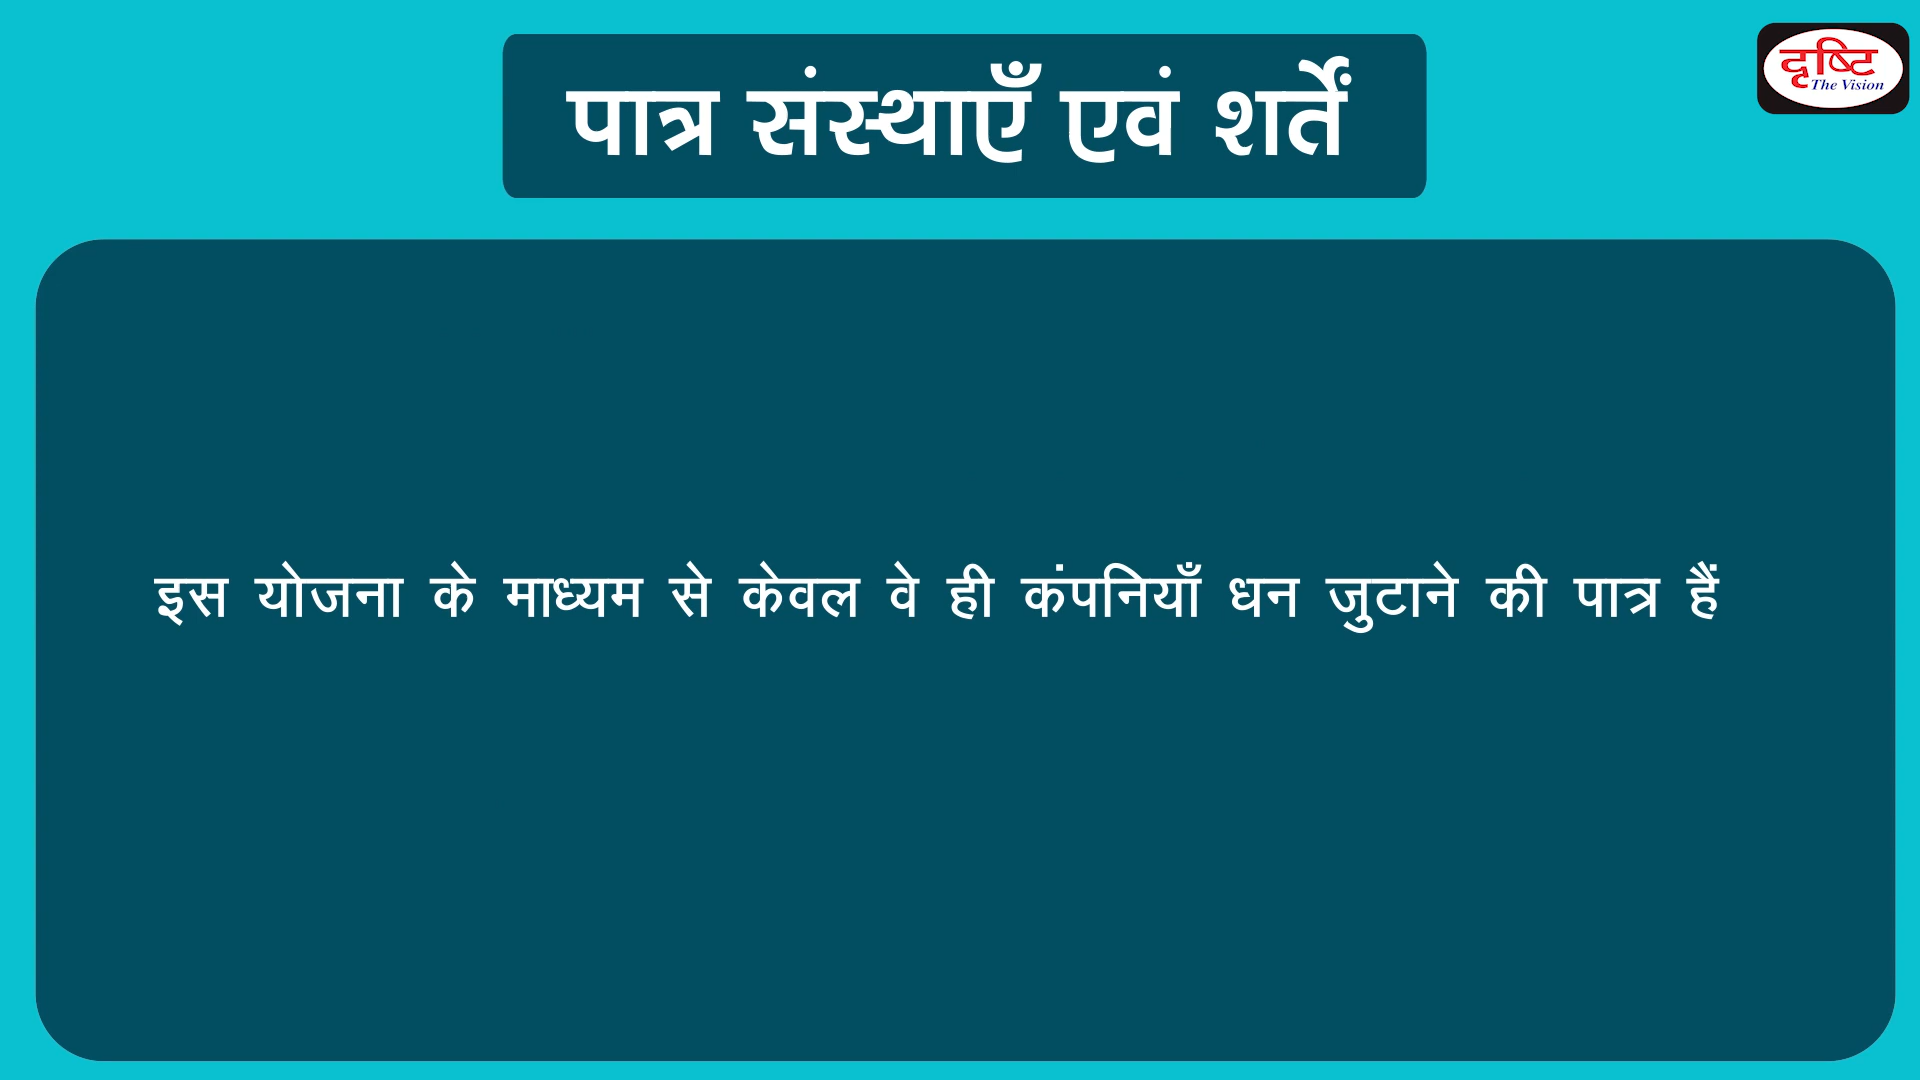 पात्र संस्थाएँ एवं शर्तें
दृष्टि
The Vision
इस योजना के माध्यम से केवल वे ही कंपनियाँ धन जुटाने की पात्र हैं